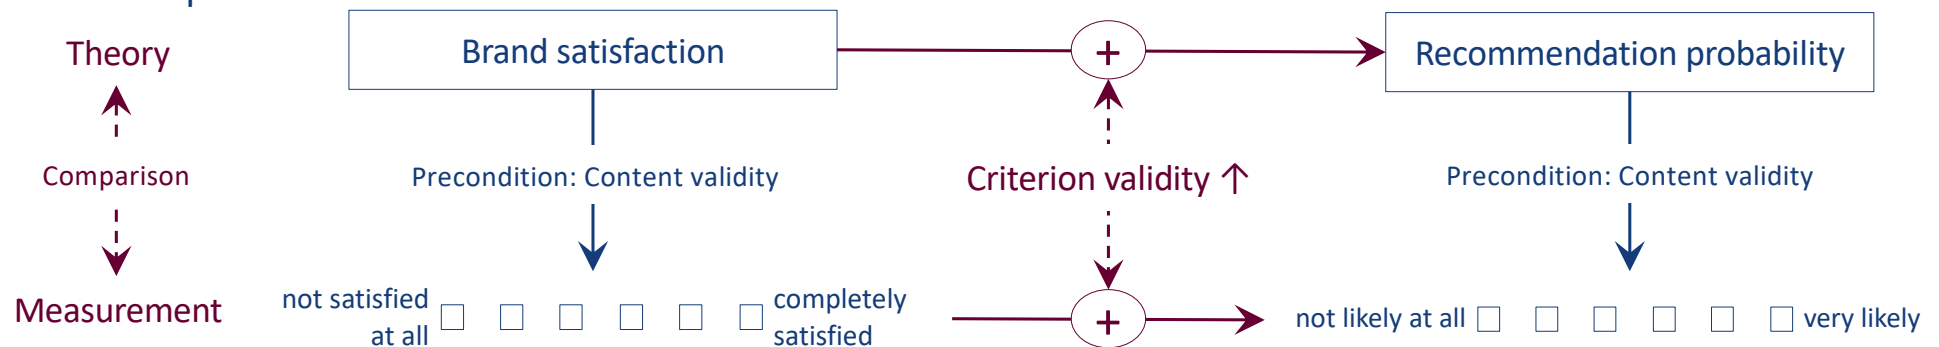 Theory
Brand satisfaction
+
Recommendation probability
Comparison
Precondition: Content validity
Criterion validity ↑
Precondition: Content validity
Measurement
not satisfied
at all
completely
satisfied
+
not likely at all
very likely